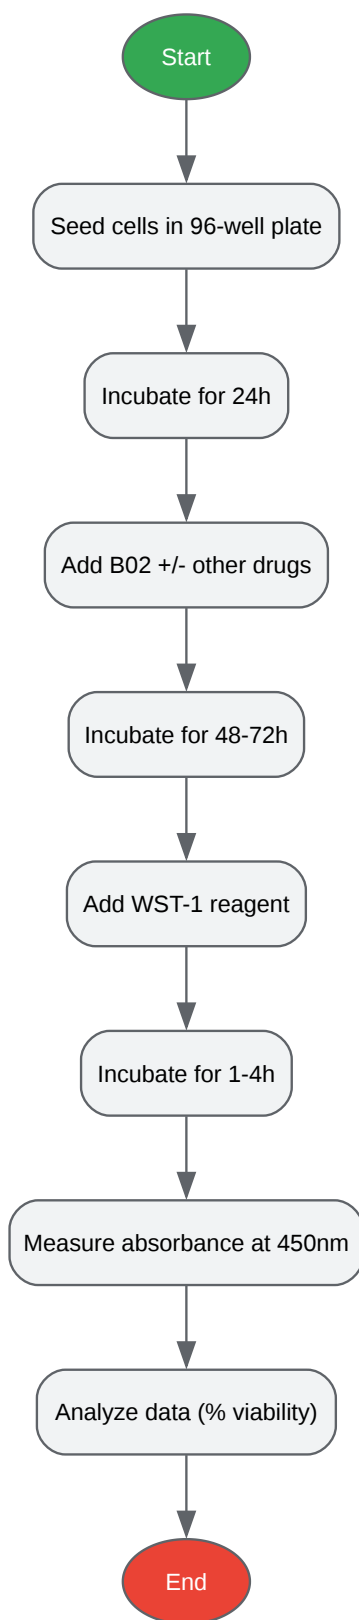 Start
Seed cells in 96-well plate
Incubate for 24h
Add B02 +/- other drugs
Incubate for 48-72h
Add WST-1 reagent
Incubate for 1-4h
Measure absorbance at 450nm
Analyze data (% viability)
End